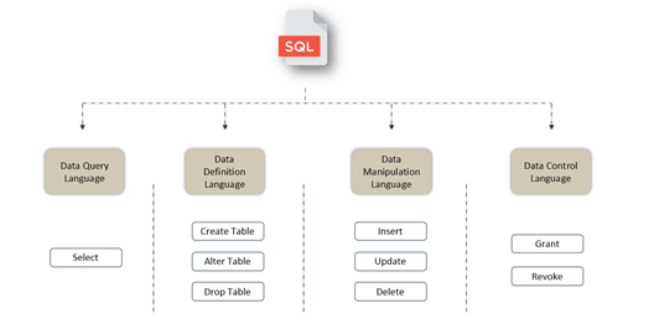 SQL
Data Query
Language
Data
Definition
Language
Data
Manipulation
Language
Data Control
Language
Select
Create Table
Alter Table
Drop Table
Insert
Update
Delete
Grant
Revoke